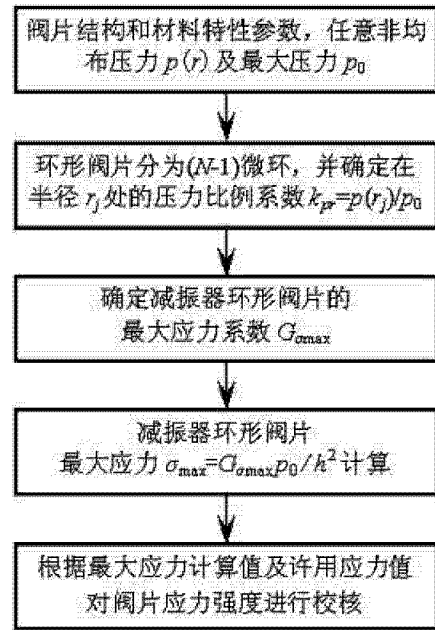 阀片结构和材料特性参数，任意非均
布压力 p(r) 及最大压力 p₀
环形阀片分为(N-1)微环，并确定在
半径 rⱼ 处的压力比例系数 kₚᵣ=p(rⱼ)/p₀
确定减振器环形阀片的
最大应力系数 Gσmax
减振器环形阀片
最大应力 σmax=Gσmaxp₀/h² 计算
根据最大应力计算值及许用应力值
对阀片应力强度进行校核